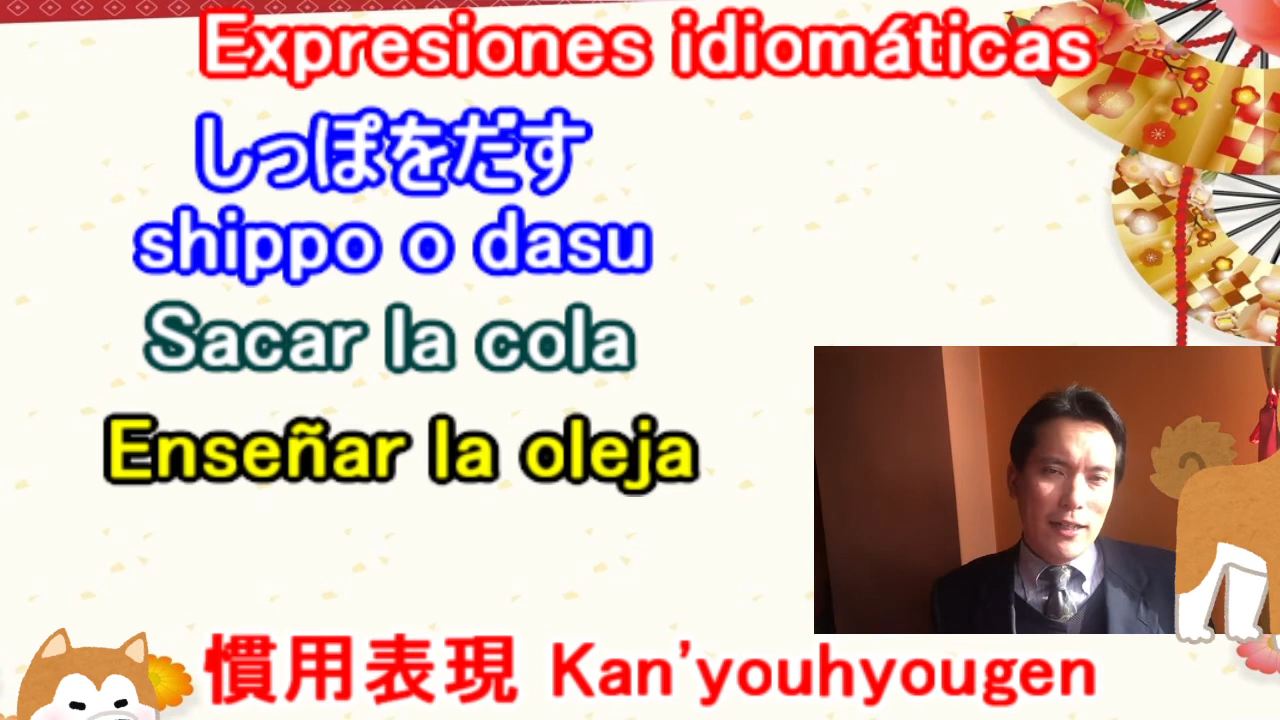 Expresiones idiomáticas
しっぽをだす
shippo o dasu
Sacar la cola
Enseñar la oleja
慣用表現 Kan'youhyougen